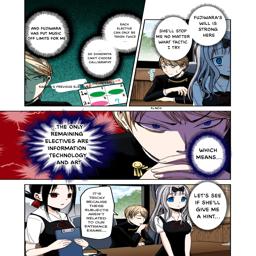 FUJIWARA'S
WILL IS
STRONG
HERE
SHE'LL STOP
ME NO MATTER
WHAT TACTIC
I TRY
EACH
ELECTIVE
CAN ONLY BE
TAKEN TWICE
SO SHINOMIYA
CAN'T CHOOSE
CALLIGRAPHY
AND FUJIWARA
HAS PUT MUSIC
OFF LIMITS FOR ME
THE ONLY
REMAINING
ELECTIVES ARE
INFORMATION
TECHNOLOGY
AND ART
WHICH
MEANS...
LET'S SEE
IF SHE'LL
GIVE ME
A HINT...
IT'S
TRICKY
BECAUSE
THESE
SUBJECTS
AREN'T
RELATED
TO OUR
ENTRANCE
EXAMS...